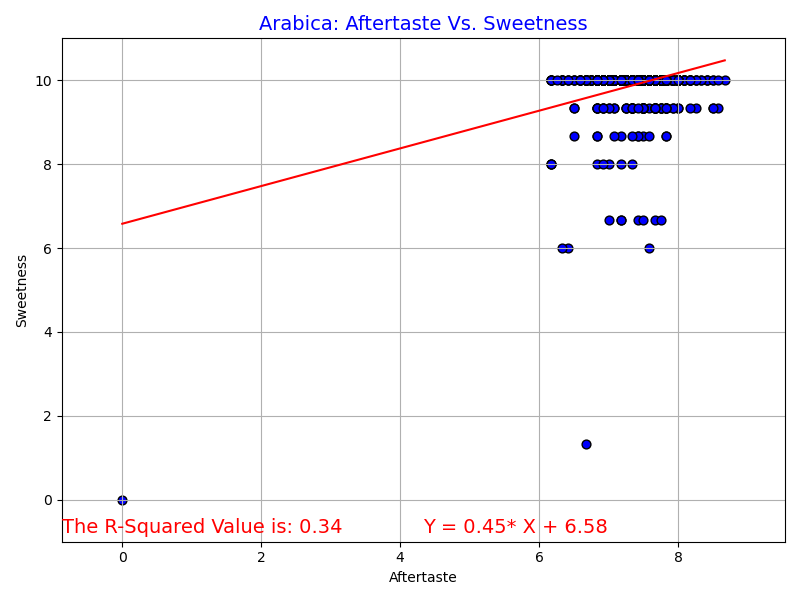 Arabica: Aftertaste Vs. Sweetness
Sweetness
10
8
6
4
2
0
The R-Squared Value is: 0.34 Y = 0.45* X + 6.58
0 2 4 6 8
Aftertaste